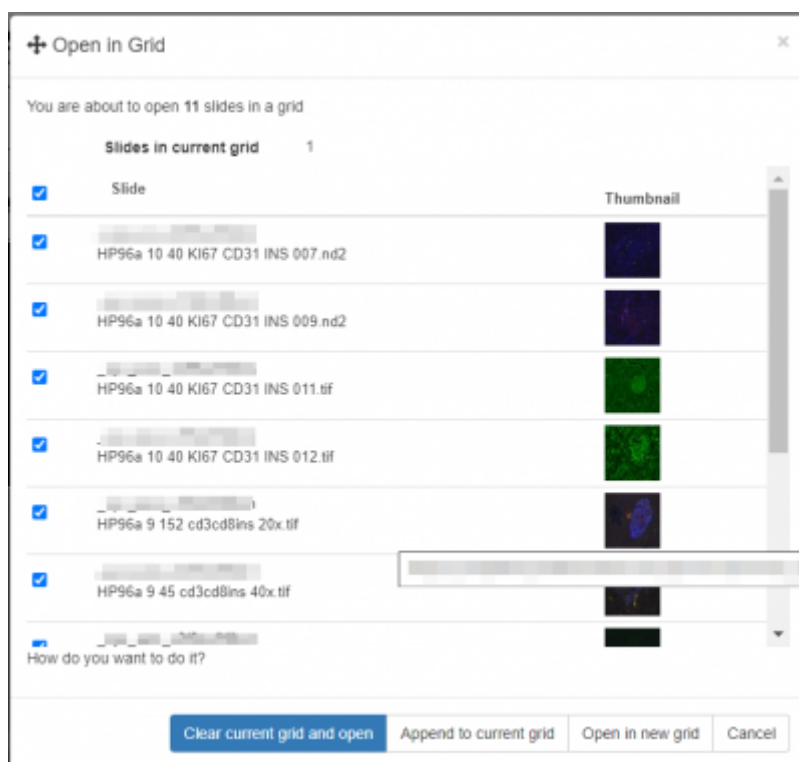 Open in Grid
×
You are about to open 11 slides in a grid
Slides in current grid 1
Slide Thumbnail
HP96a 10 40 KI67 CD31 INS 007.nd2
HP96a 10 40 KI67 CD31 INS 009.nd2
HP96a 10 40 KI67 CD31 INS 011.tif
HP96a 10 40 KI67 CD31 INS 012.tif
HP96a 9 152 cd3cd8ins 20x.tif
HP96a 9 45 cd3cd8ins 40x.tif
How do you want to do it?
Clear current grid and open Append to current grid Open in new grid Cancel